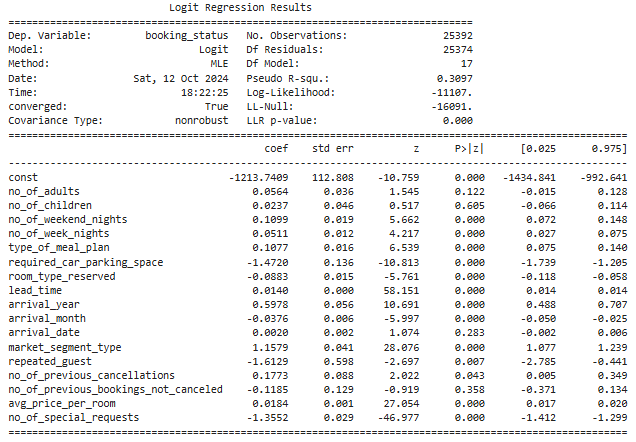 Logit Regression Results
==============================================================================
Dep. Variable: booking_status No. Observations: 25392
Model: Logit Df Residuals: 25374
Method: MLE Df Model: 17
Date: Sat, 12 Oct 2024 Pseudo R-squ.: 0.3097
Time: 18:22:25 Log-Likelihood: -11107.
converged: True LL-Null: -16091.
Covariance Type: nonrobust LLR p-value: 0.000
==============================================================================
coef std err z P>|z| [0.025 0.975]
------------------------------------------------------------------------------
const -1213.7409 112.808 -10.759 0.000 -1434.841 -992.641
no_of_adults 0.0564 0.036 1.545 0.122 -0.015 0.128
no_of_children 0.0237 0.046 0.517 0.605 -0.066 0.114
no_of_weekend_nights 0.1099 0.019 5.662 0.000 0.072 0.148
no_of_week_nights 0.0511 0.012 4.217 0.000 0.027 0.075
type_of_meal_plan 0.1077 0.016 6.539 0.000 0.075 0.140
required_car_parking_space -1.4720 0.136 -10.813 0.000 -1.739 -1.205
room_type_reserved -0.0883 0.015 -5.761 0.000 -0.118 -0.058
lead_time 0.0140 0.000 58.151 0.000 0.014 0.014
arrival_year 0.5978 0.056 10.691 0.000 0.488 0.707
arrival_month -0.0376 0.006 -5.997 0.000 -0.050 -0.025
arrival_date 0.0020 0.002 1.074 0.283 -0.002 0.006
market_segment_type 1.1579 0.041 28.076 0.000 1.077 1.239
repeated_guest -1.6129 0.598 -2.697 0.007 -2.785 -0.441
no_of_previous_cancellations 0.1773 0.088 2.022 0.043 0.005 0.349
no_of_previous_bookings_not_canceled -0.1185 0.129 -0.919 0.358 -0.371 0.134
avg_price_per_room 0.0184 0.001 27.054 0.000 0.017 0.020
no_of_special_requests -1.3552 0.029 -46.977 0.000 -1.412 -1.299
==============================================================================